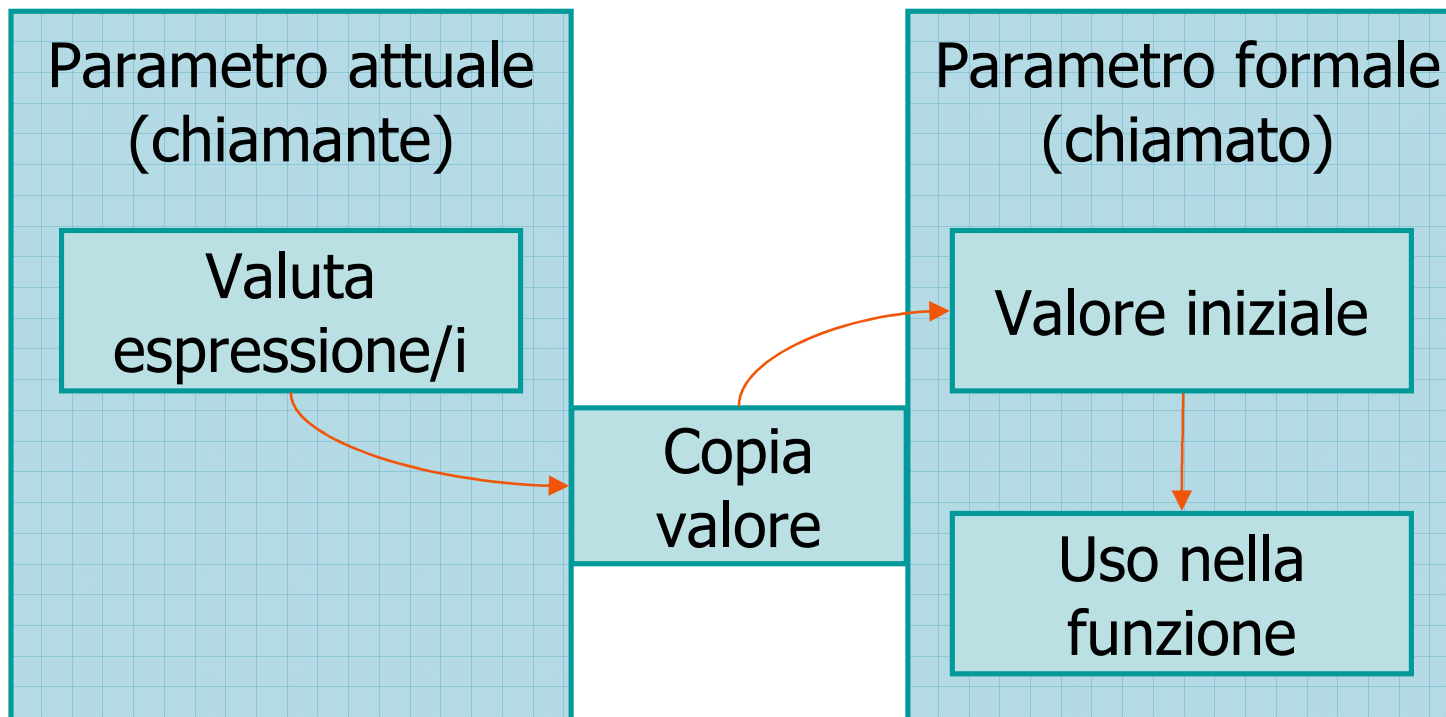 Parametro attuale
(chiamante)
Valuta
espressione/i
Copia
valore
Parametro formale
(chiamato)
Valore iniziale
Uso nella
funzione